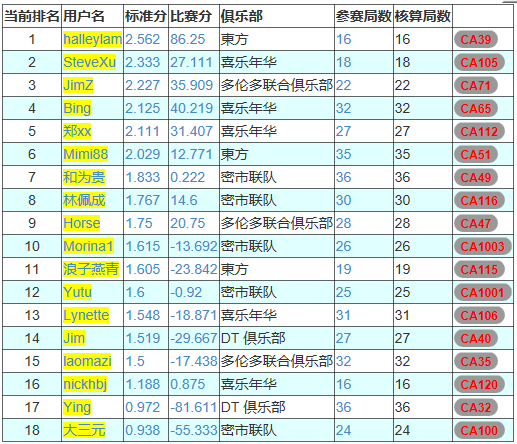 当前排名 用户名 标准分 比赛分 俱乐部 参赛局数 核算局数
1 halleylam 2.562 86.25 東方 16 16 CA39
2 SteveXu 2.333 27.111 喜乐年华 18 18 CA105
3 JimZ 2.227 35.909 多伦多联合俱乐部 22 22 CA71
4 Bing 2.125 40.219 喜乐年华 32 32 CA65
5 郑xx 2.111 31.407 喜乐年华 27 27 CA112
6 Mimi88 2.029 12.771 東方 35 35 CA51
7 和为贵 1.833 0.222 密市联队 36 36 CA49
8 林佩成 1.767 14.6 密市联队 30 30 CA116
9 Horse 1.75 20.75 多伦多联合俱乐部 28 28 CA47
10 Morina1 1.615 -13.692 密市联队 26 26 CA1003
11 浪子燕青 1.605 -23.842 東方 19 19 CA115
12 Yutu 1.6 -0.92 密市联队 25 25 CA1001
13 Lynette 1.548 -18.871 喜乐年华 31 31 CA106
14 Jim 1.519 -29.667 DT 俱乐部 27 27 CA40
15 laomazi 1.5 -17.438 多伦多联合俱乐部 32 32 CA35
16 nickhbj 1.188 0.875 喜乐年华 16 16 CA120
17 Ying 0.972 -81.611 DT 俱乐部 36 36 CA32
18 大三元 0.938 -55.333 密市联队 24 24 CA100